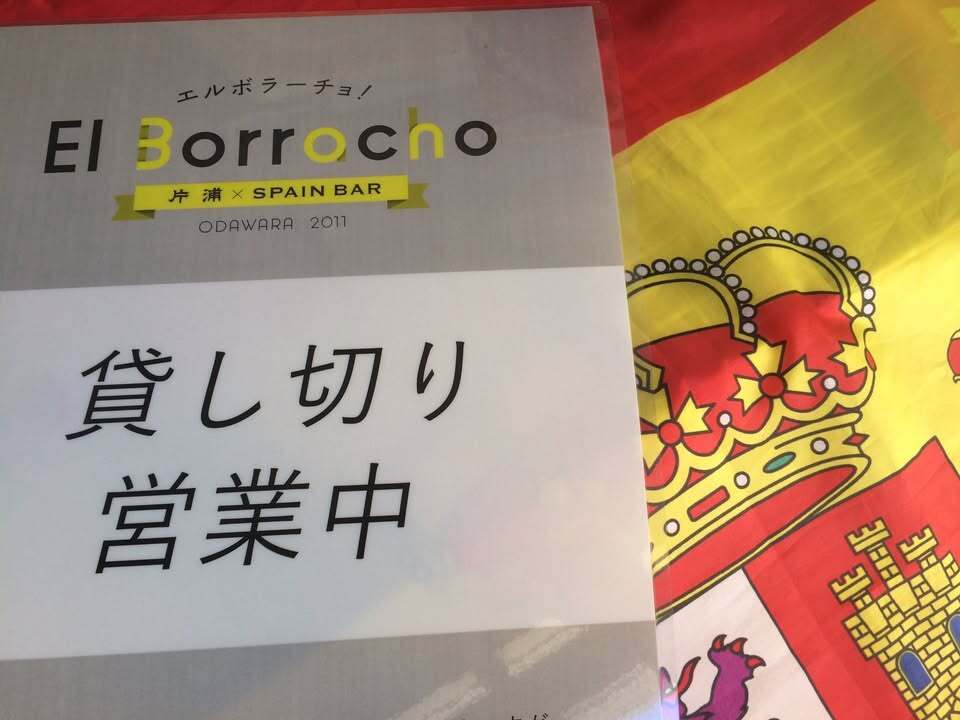 エルボラーチョ!
El Borrocho
片浦×SPAIN BAR
ODAWARA 2011
貸し切り
営業中